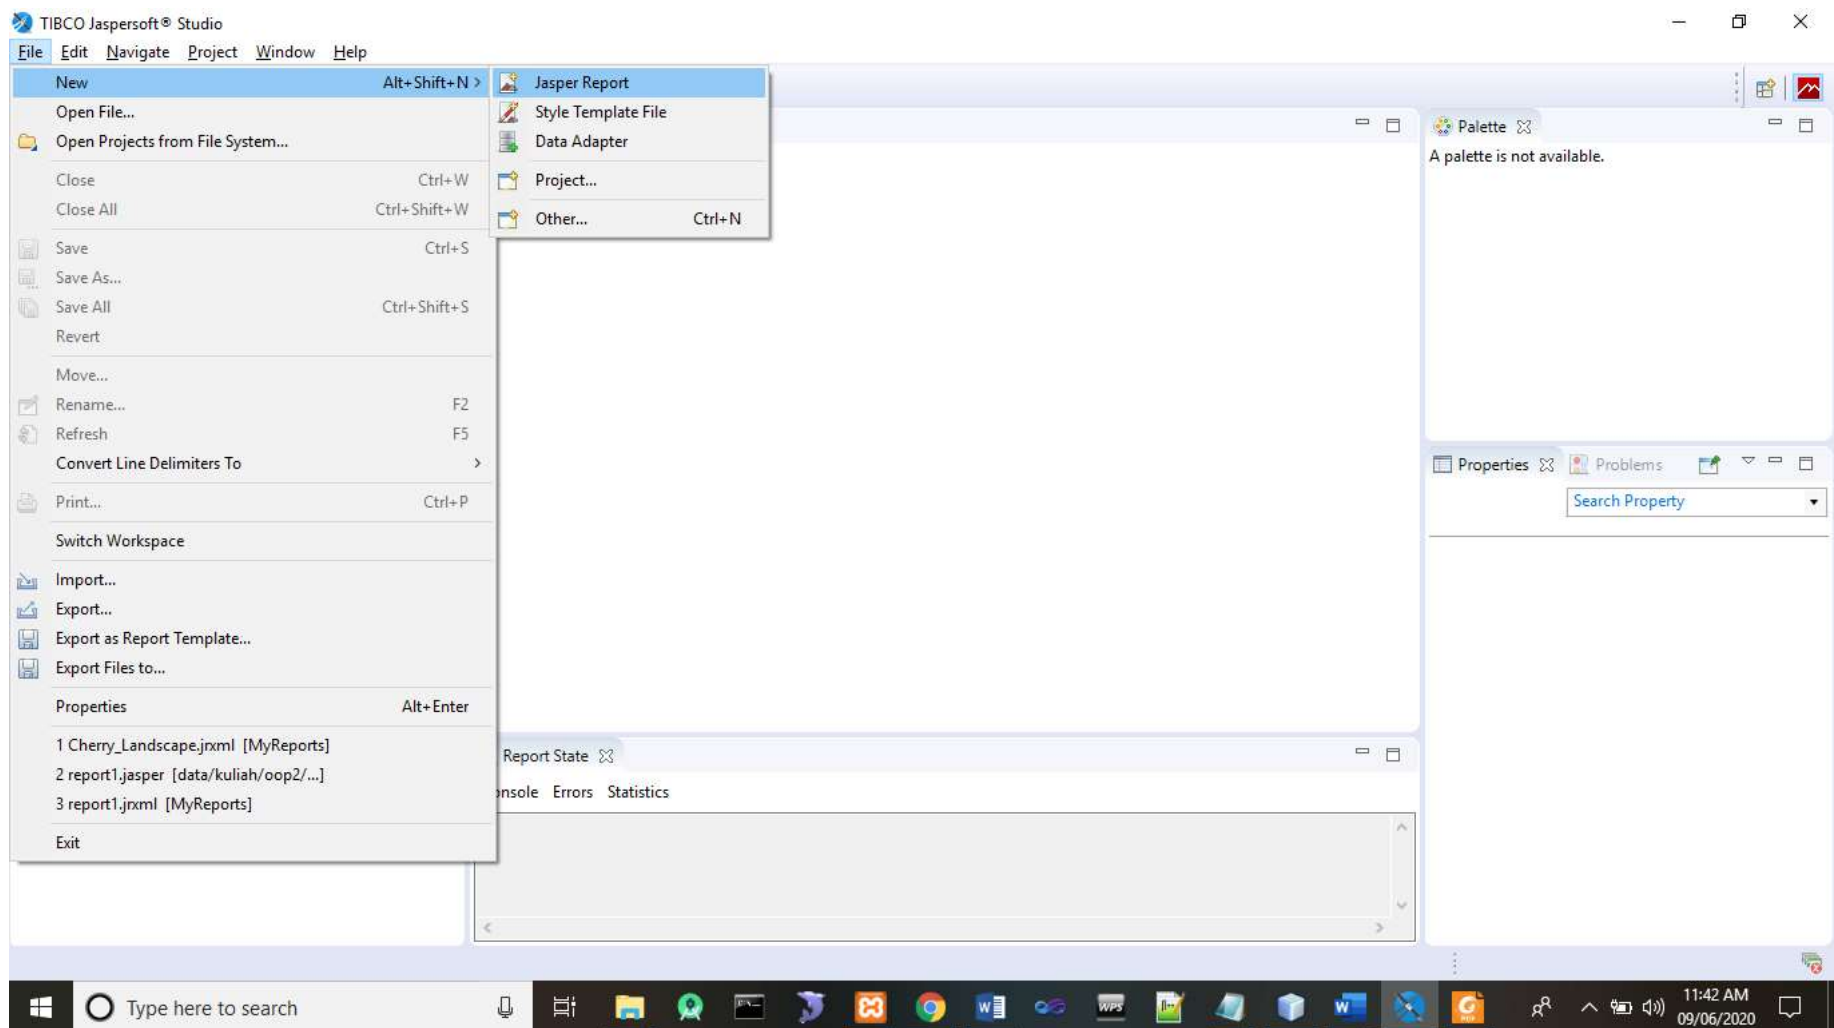 TIBCO Jaspersoft® Studio
File Edit Navigate Project Window Help
New Alt+Shift+N >
Open File...
Open Projects from File System...
Close Ctrl+W
Close All Ctrl+Shift+W
Save Ctrl+S
Save As...
Save All Ctrl+Shift+S
Revert
Move...
Rename... F2
Refresh F5
Convert Line Delimiters To >
Print... Ctrl+P
Switch Workspace
Import...
Export...
Export as Report Template...
Export Files to...
Properties Alt+Enter
1 Cherry_Landscape.jrxml [MyReports]
2 report1.jasper [data/kuliah/oop2/...]
3 report1.jrxml [MyReports]
Exit
Jasper Report
Style Template File
Data Adapter
Project...
Other... Ctrl+N
Palette
A palette is not available.
Properties Problems
Search Property
Report State
onsole Errors Statistics
Type here to search
WPS
11:42 AM
09/06/2020